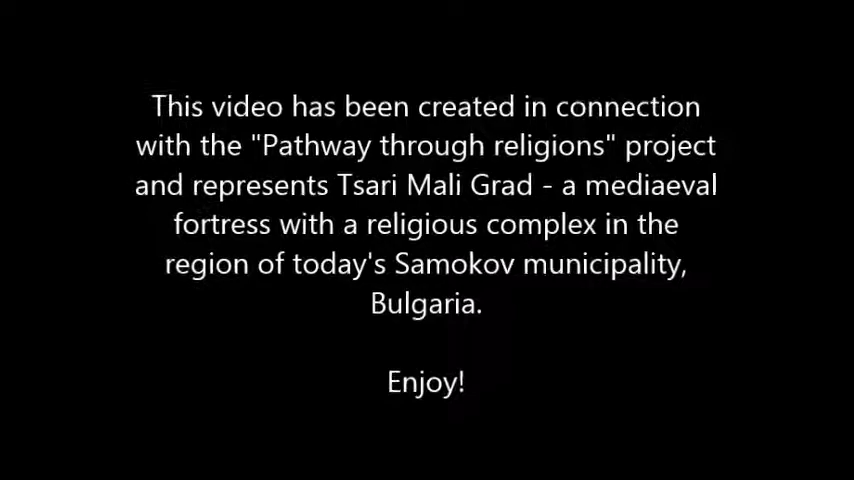 This video has been created in connection
with the "Pathway through religions" project
and represents Tsari Mali Grad - a mediaeval
fortress with a religious complex in the
region of today's Samokov municipality,
Bulgaria.
Enjoy!